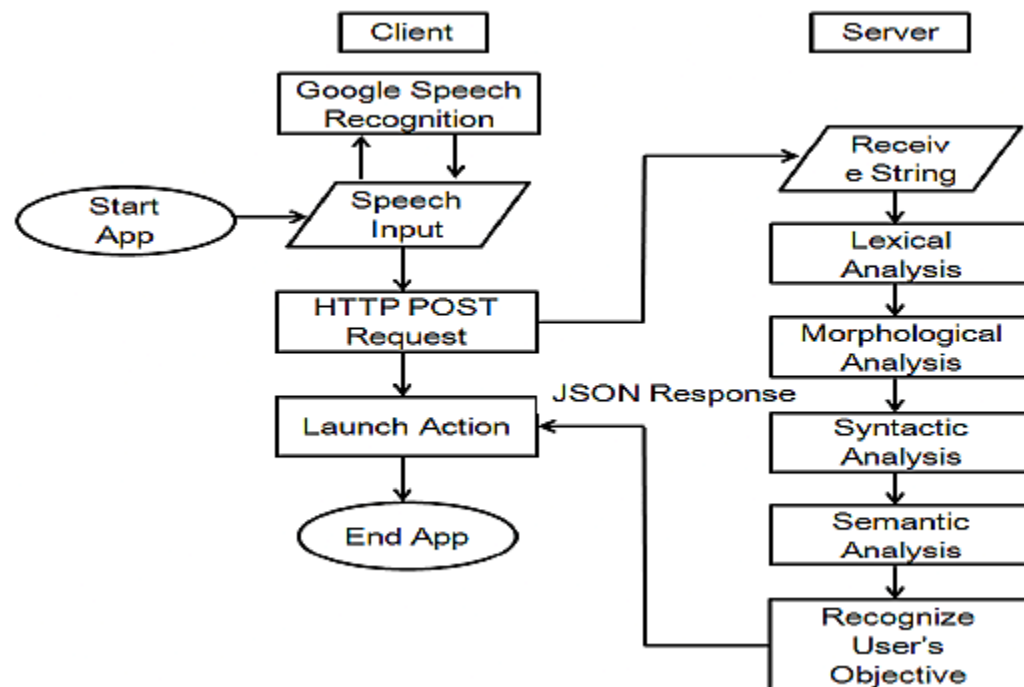 Client
Server
Google Speech
Recognition
Receiv
e String
Start
App
Speech
Input
Lexical
Analysis
HTTP POST
Request
Morphological
Analysis
JSON Response
Launch Action
Syntactic
Analysis
End App
Semantic
Analysis
Recognize
User's
Objective